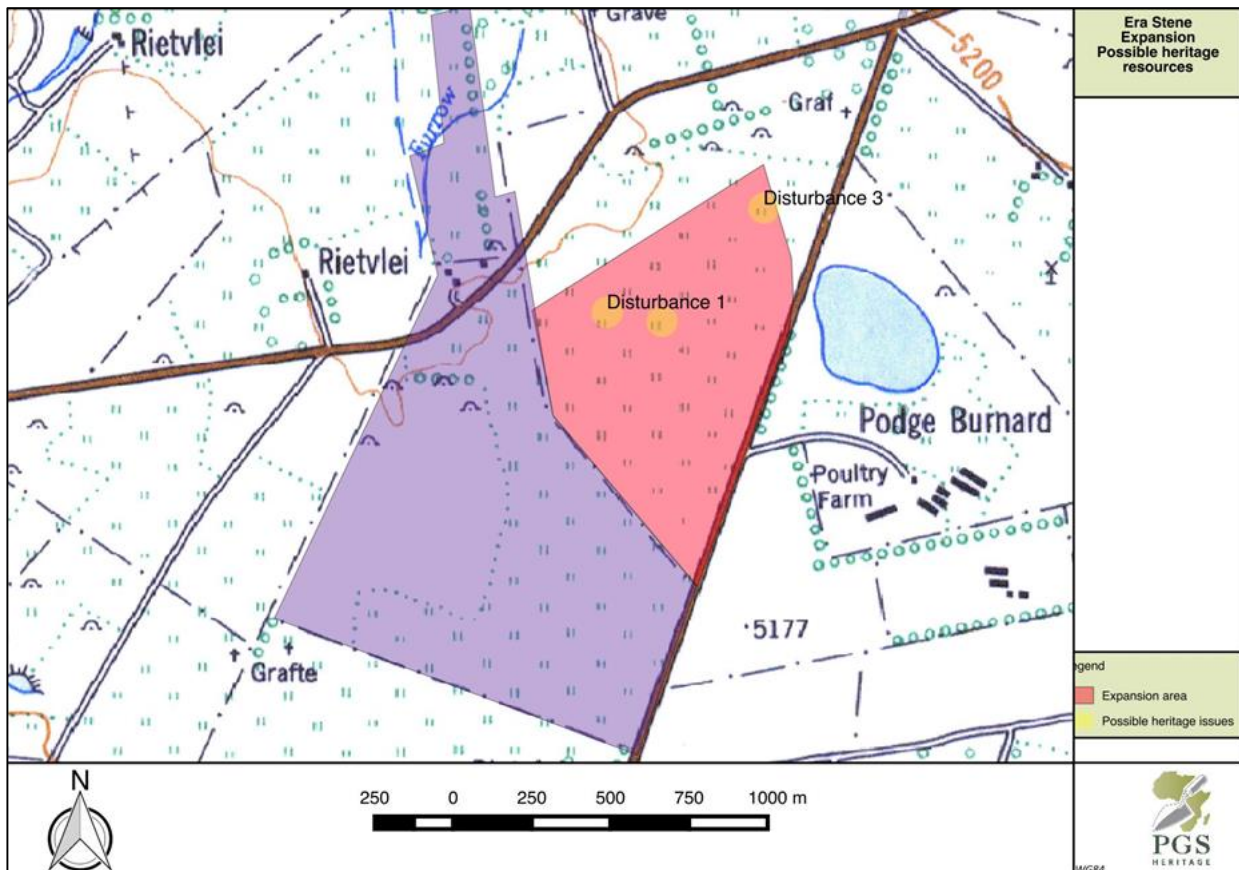 Era Stene
Expansion
Possible heritage
resources
Grave
Rietvlei
5200
Graf
Furrow
Disturbance 3
Rietvlei
Disturbance 1
Podge Burnard
Poultry
Farm
5177
Grafte
egend
Expansion area
Possible heritage issues
N
250 0 250 500 750 1000 m
PGS
HERITAGE